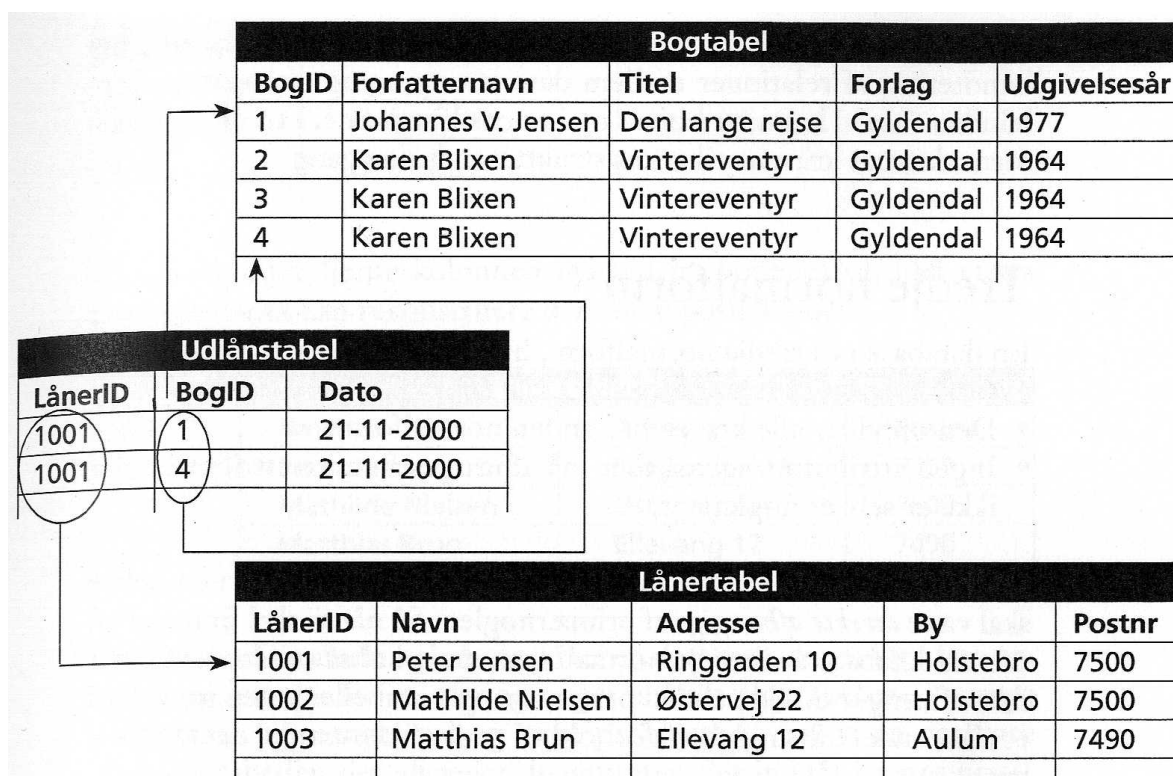 Bogtabel
BogID Forfatternavn Titel Forlag Udgivelsesår
1 Johannes V. Jensen Den lange rejse Gyldendal 1977
2 Karen Blixen Vintereventyr Gyldendal 1964
3 Karen Blixen Vintereventyr Gyldendal 1964
4 Karen Blixen Vintereventyr Gyldendal 1964
Udlånstabel
LånerID BogID Dato
1001 1 21-11-2000
1001 4 21-11-2000
Lånertabel
LånerID Navn Adresse By Postnr
1001 Peter Jensen Ringgaden 10 Holstebro 7500
1002 Mathilde Nielsen Østervej 22 Holstebro 7500
1003 Matthias Brun Ellevang12 Aulum 7490